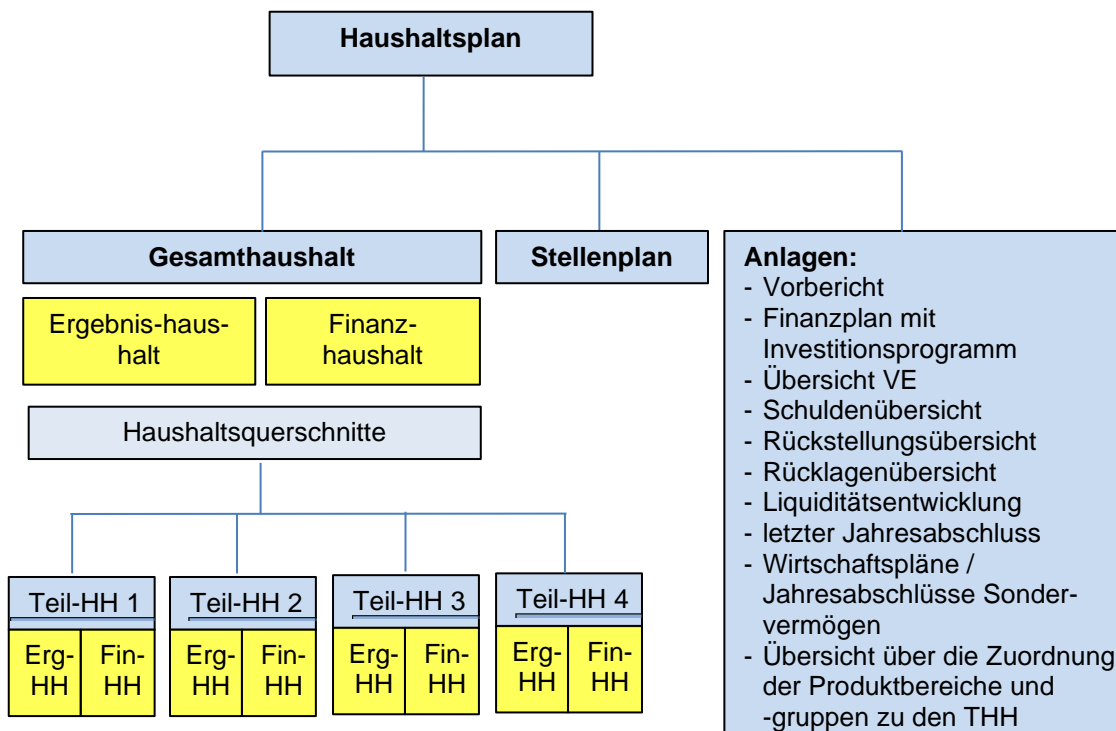 Haushaltsplan
Gesamthaushalt
Stellenplan
Ergebnis-haus-
halt
Finanz-
haushalt
Haushaltsquerschnitte
Teil-HH 1
Teil-HH 2
Teil-HH 3
Teil-HH 4
Erg-
HH
Fin-
HH
Erg-
HH
Fin-
HH
Erg-
HH
Fin-
HH
Erg-
HH
Fin-
HH
Anlagen:
- Vorbericht
- Finanzplan mit
Investitionsprogramm
- Übersicht VE
- Schuldenübersicht
- Rückstellungsübersicht
- Rücklagenübersicht
- Liquiditätsentwicklung
- letzter Jahresabschluss
- Wirtschaftspläne /
Jahresabschlüsse Sonder-
vermögen
- Übersicht über die Zuordnung
der Produktbereiche und
-gruppen zu den THH